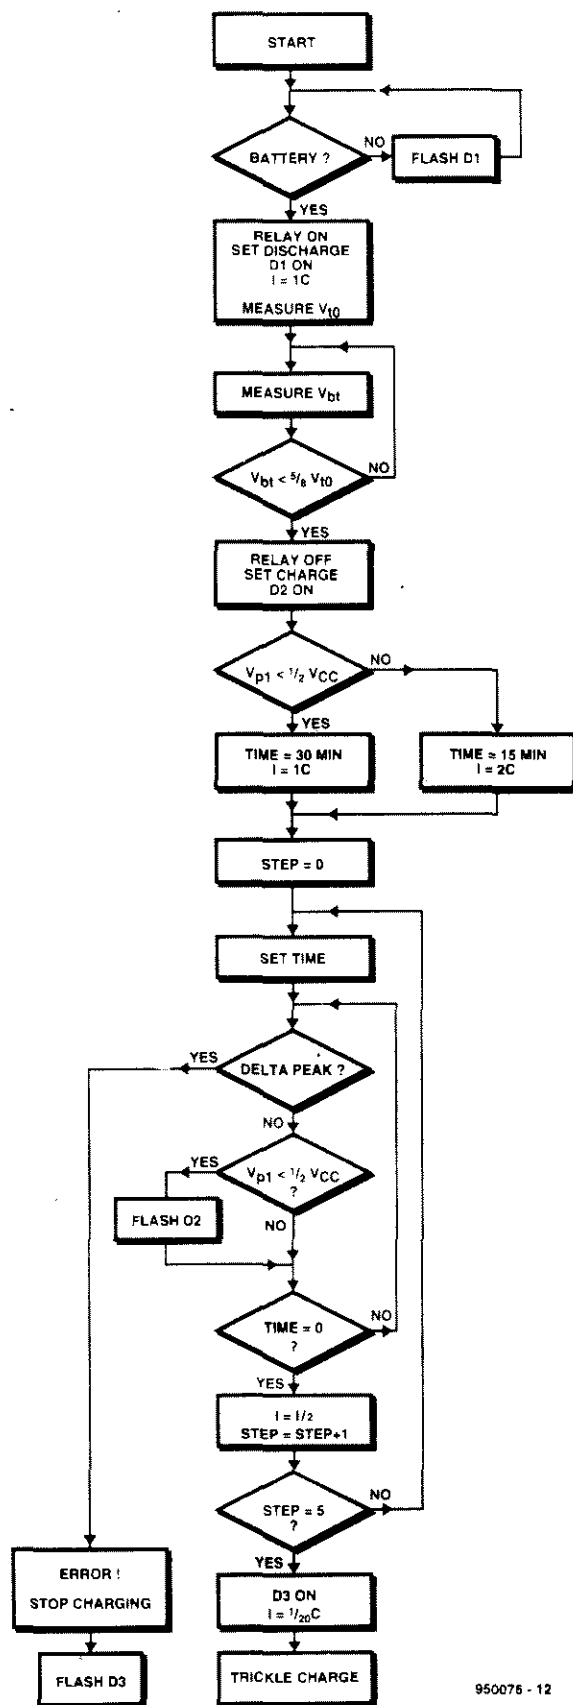 START
BATTERY ?
NO
FLASH D1
YES
RELAY ON
SET DISCHARGE
D1 ON
I = 1C
MEASURE Vt0
MEASURE Vbt
Vbt < 5/8 Vt0
NO
YES
RELAY OFF
SET CHARGE
D2 ON
Vp1 < 1/2 VCC
NO
YES
TIME = 30 MIN
I = 1C
TIME = 15 MIN
I = 2C
STEP = 0
SET TIME
YES
DELTA PEAK ?
NO
YES
Vp1 < 1/2 VCC
?
FLASH D2
NO
TIME = 0
?
NO
YES
I = I/2
STEP = STEP+1
NO
STEP = 5
?
YES
ERROR !
STOP CHARGING
D3 ON
I = 1/20C
FLASH D3
TRICKLE CHARGE
950076 - 12